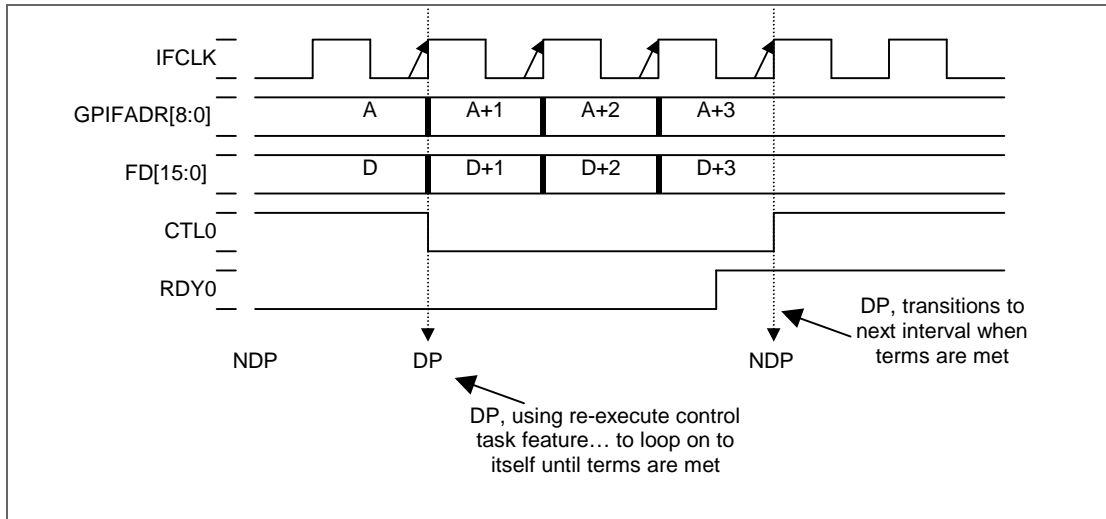 IFCLK
GPIFADR[8:0]
A
A+1
A+2
A+3
FD[15:0]
D
D+1
D+2
D+3
CTL0
RDY0
DP, transitions to
next interval when
terms are met
NDP
DP
NDP
DP, using re-execute control
task feature… to loop on to
itself until terms are met